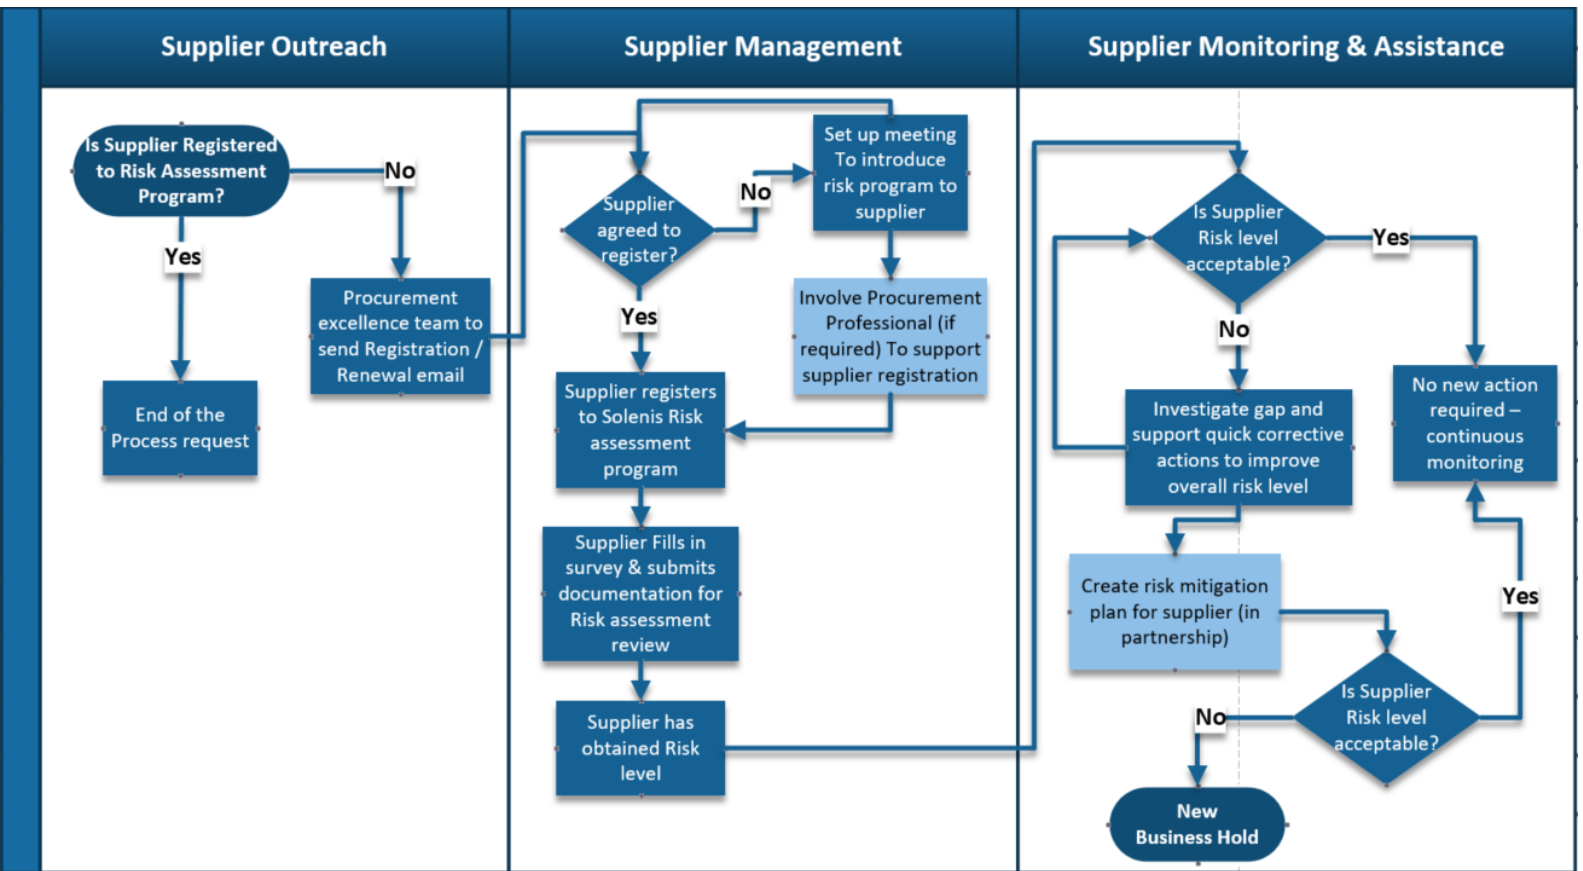 Supplier Outreach
Supplier Management
Supplier Monitoring & Assistance
Is Supplier Registered
to Risk Assessment
Program?
No
Yes
Procurement
excellence team to
send Registration /
Renewal email
End of the
Process request
Supplier
agreed to
register?
No
Set up meeting
To introduce
risk program to
supplier
Yes
Involve Procurement
Professional (if
required) To support
supplier registration
Supplier registers
to Solenis Risk
assessment
program
Supplier Fills in
survey & submits
documentation for
Risk assessment
review
Supplier has
obtained Risk
level
Is Supplier
Risk level
acceptable?
Yes
No
Investigate gap and
support quick corrective
actions to improve
overall risk level
No new action
required –
continuous
monitoring
Create risk mitigation
plan for supplier (in
partnership)
Yes
Is Supplier
Risk level
acceptable?
No
New
Business Hold